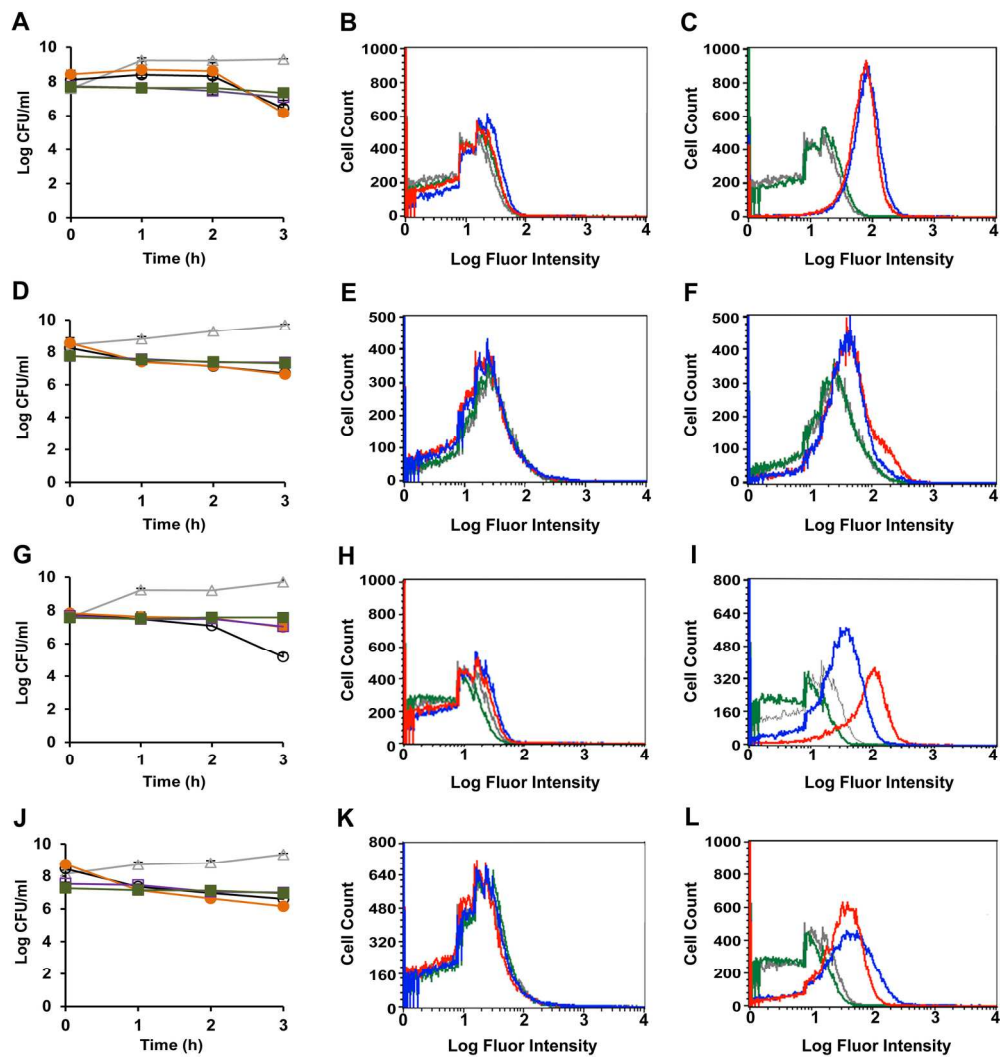 A
B
C
10
8
6
4
2
0
Log CFU/ml
0 1 2 3
Time (h)
1000
800
600
400
200
0
Cell Count
0 1 2 3 4
Log Fluor Intensity
1000
800
600
400
200
0
Cell Count
0 1 2 3 4
Log Fluor Intensity
D
E
F
10
8
6
4
2
0
Log CFU/ml
0 1 2 3
Time (h)
500
400
300
200
100
0
Cell Count
0 1 2 3 4
Log Fluor Intensity
500
400
300
200
100
0
Cell Count
0 1 2 3 4
Log Fluor Intensity
G
H
I
10
8
6
4
2
0
Log CFU/ml
0 1 2 3
Time (h)
1000
800
600
400
200
0
Cell Count
0 1 2 3 4
Log Fluor Intensity
800
640
480
320
160
0
Cell Count
0 1 2 3 4
Log Fluor Intensity
J
K
L
10
8
6
4
2
0
Log CFU/ml
0 1 2 3
Time (h)
800
640
480
320
160
0
Cell Count
0 1 2 3 4
Log Fluor Intensity
1000
800
600
400
200
0
Cell Count
0 1 2 3 4
Log Fluor Intensity